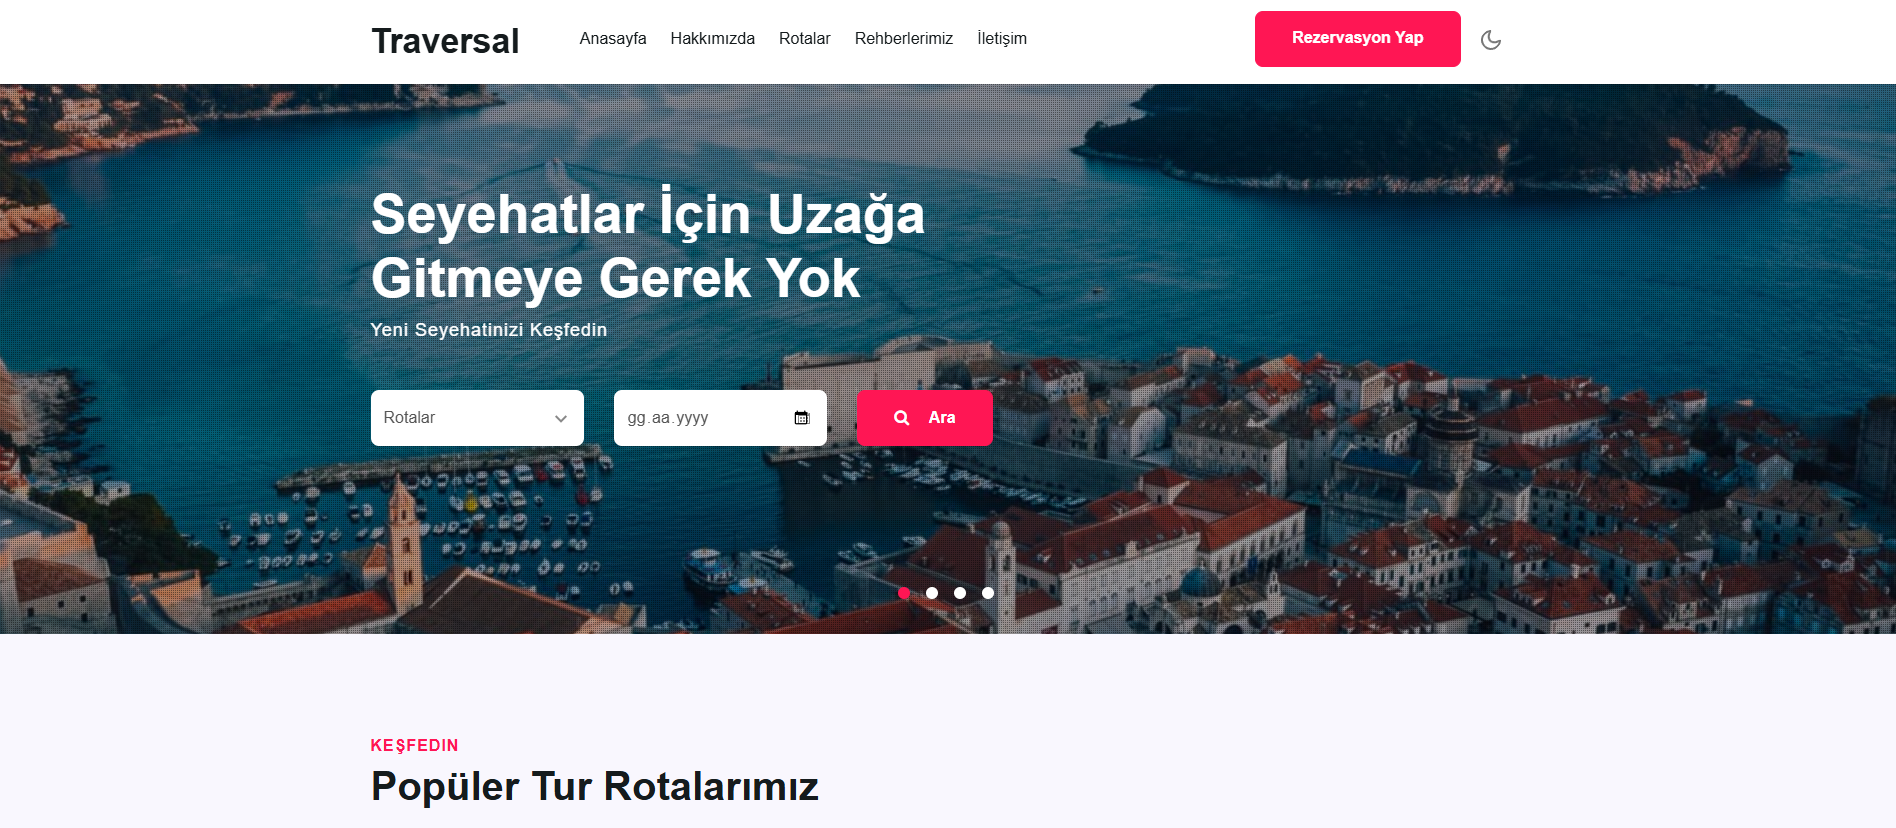 Traversal
Anasayfa Hakkımızda Rotalar Rehberlerimiz İletişim
Rezervasyon Yap
Seyehatlar İçin Uzağa
Gitmeye Gerek Yok
Yeni Seyehatinizi Keşfedin
Rotalar
gg.aa.yyyy
Ara
KEŞFEDIN
Popüler Tur Rotalarımız